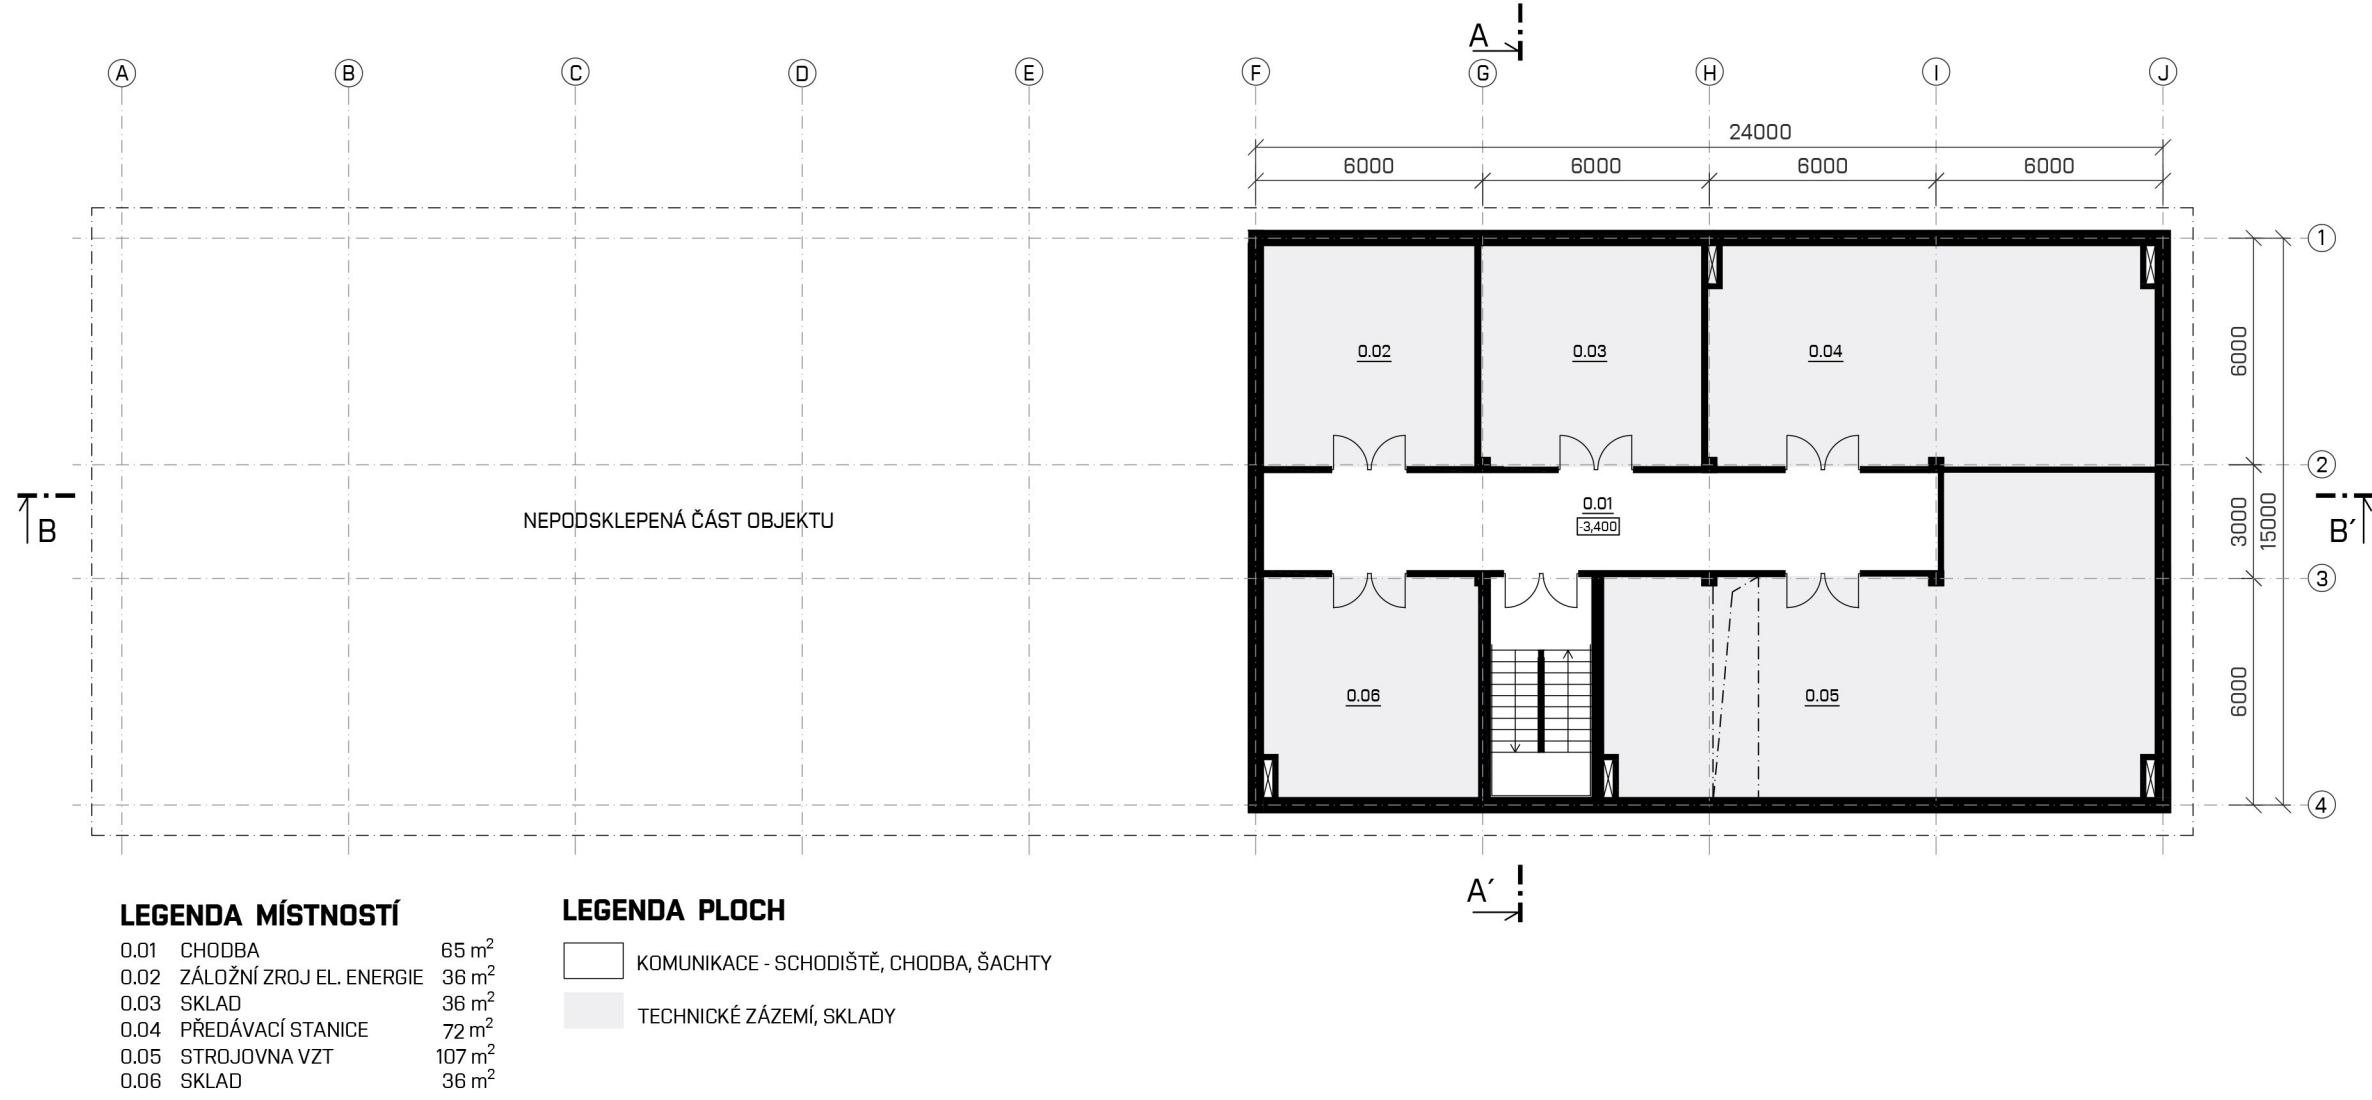 A
A B C D E F G H I J
24000
6000 6000 6000 6000
1
0.02 0.03 0.04
6000
2
B
NEPODSKLEPENÁ ČÁST OBJEKTU
0.01
-3,400
3000
15000
B´
3
0.06
0.05
6000
4
A´
LEGENDA MÍSTNOSTÍ
0.01 CHODBA 65 m²
0.02 ZÁLOŽNÍ ZROJ EL. ENERGIE 36 m²
0.03 SKLAD 36 m²
0.04 PŘEDÁVACÍ STANICE 72 m²
0.05 STROJOVNA VZT 107 m²
0.06 SKLAD 36 m²
LEGENDA PLOCH
KOMUNIKACE - SCHODIŠTĚ, CHODBA, ŠACHTY
TECHNICKÉ ZÁZEMÍ, SKLADY